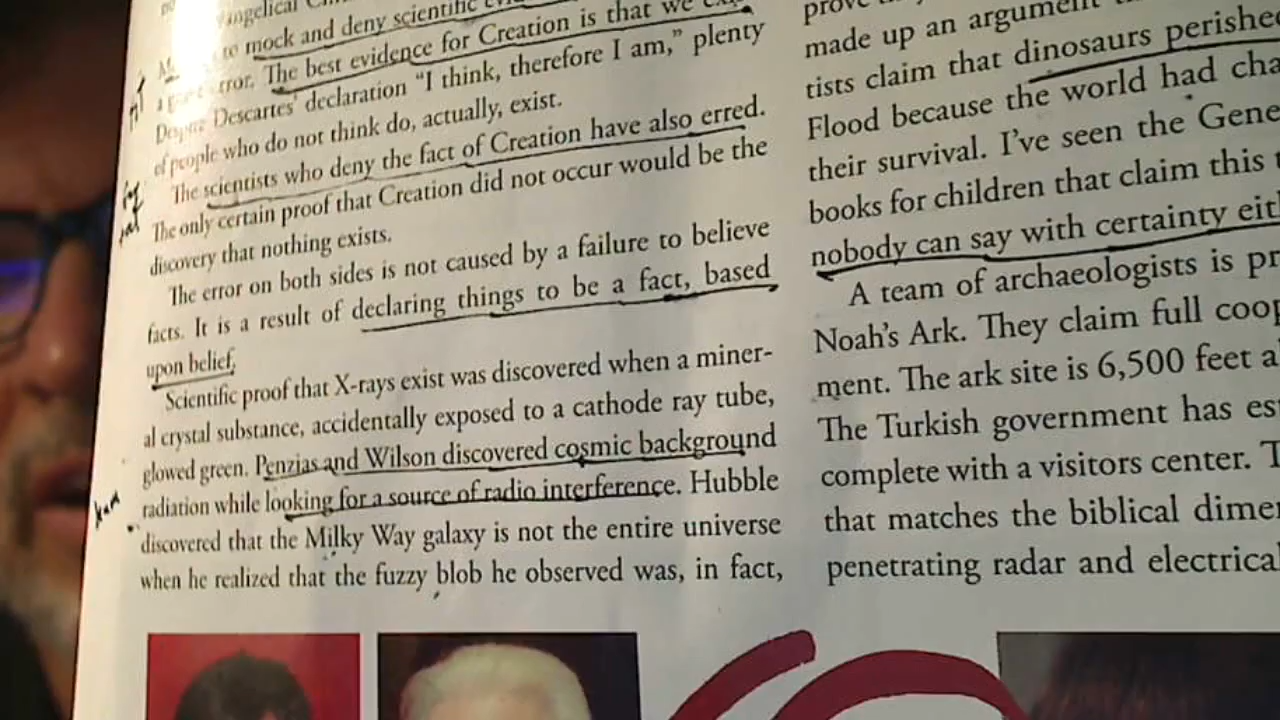 angelical
to mock and deny scientific
error. The best evidence for Creation is that we
Despite Descartes' declaration "I think, therefore I am," plenty
of people who do not think do, actually, exist.
The scientists who deny the fact of Creation have also erred.
The only certain proof that Creation did not occur would be the
discovery that nothing exists.
The error on both sides is not caused by a failure to believe
facts. It is a result of declaring things to be a fact, based
upon belief.
Scientific proof that X-rays exist was discovered when a miner-
al crystal substance, accidentally exposed to a cathode ray tube,
glowed green. Penzias and Wilson discovered cosmic background
radiation while looking for a source of radio interference. Hubble
discovered that the Milky Way galaxy is not the entire universe
when he realized that the fuzzy blob he observed was, in fact,
prove
made up an argument
tists claim that dinosaurs perishe
Flood because the world had cha
their survival. I've seen the Gene
books for children that claim this
nobody can say with certainty eit
A team of archaeologists is pr
Noah's Ark. They claim full coop
ment. The ark site is 6,500 feet a
The Turkish government has es
complete with a visitors center. T
that matches the biblical dimen
penetrating radar and electrical